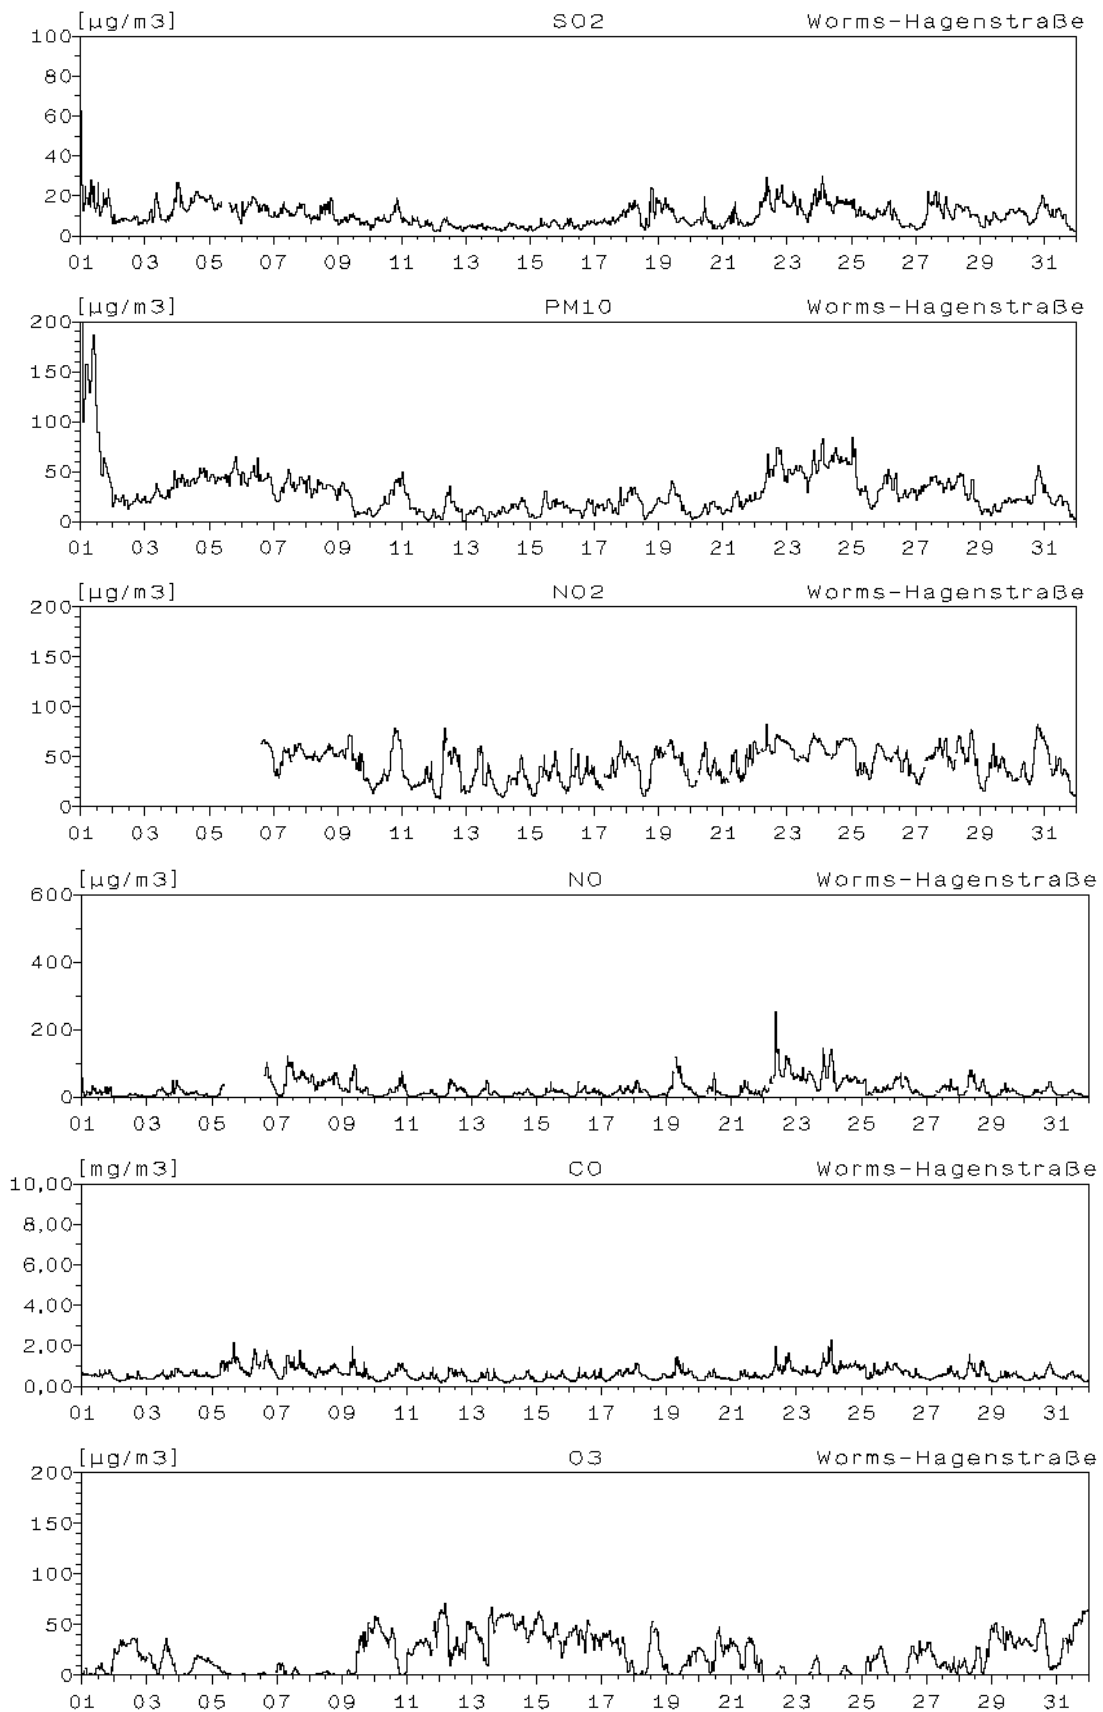 [µg/m3] SO2 Worms-Hagenstraße
100
80
60
40
20
0
01 03 05 07 09 11 13 15 17 19 21 23 25 27 29 31
[µg/m3] PM10 Worms-Hagenstraße
200
150
100
50
0
01 03 05 07 09 11 13 15 17 19 21 23 25 27 29 31
[µg/m3] NO2 Worms-Hagenstraße
200
150
100
50
0
01 03 05 07 09 11 13 15 17 19 21 23 25 27 29 31
[µg/m3] NO Worms-Hagenstraße
600
400
200
0
01 03 05 07 09 11 13 15 17 19 21 23 25 27 29 31
[mg/m3] CO Worms-Hagenstraße
10,00
8,00
6,00
4,00
2,00
0,00
01 03 05 07 09 11 13 15 17 19 21 23 25 27 29 31
[µg/m3] O3 Worms-Hagenstraße
200
150
100
50
0
01 03 05 07 09 11 13 15 17 19 21 23 25 27 29 31